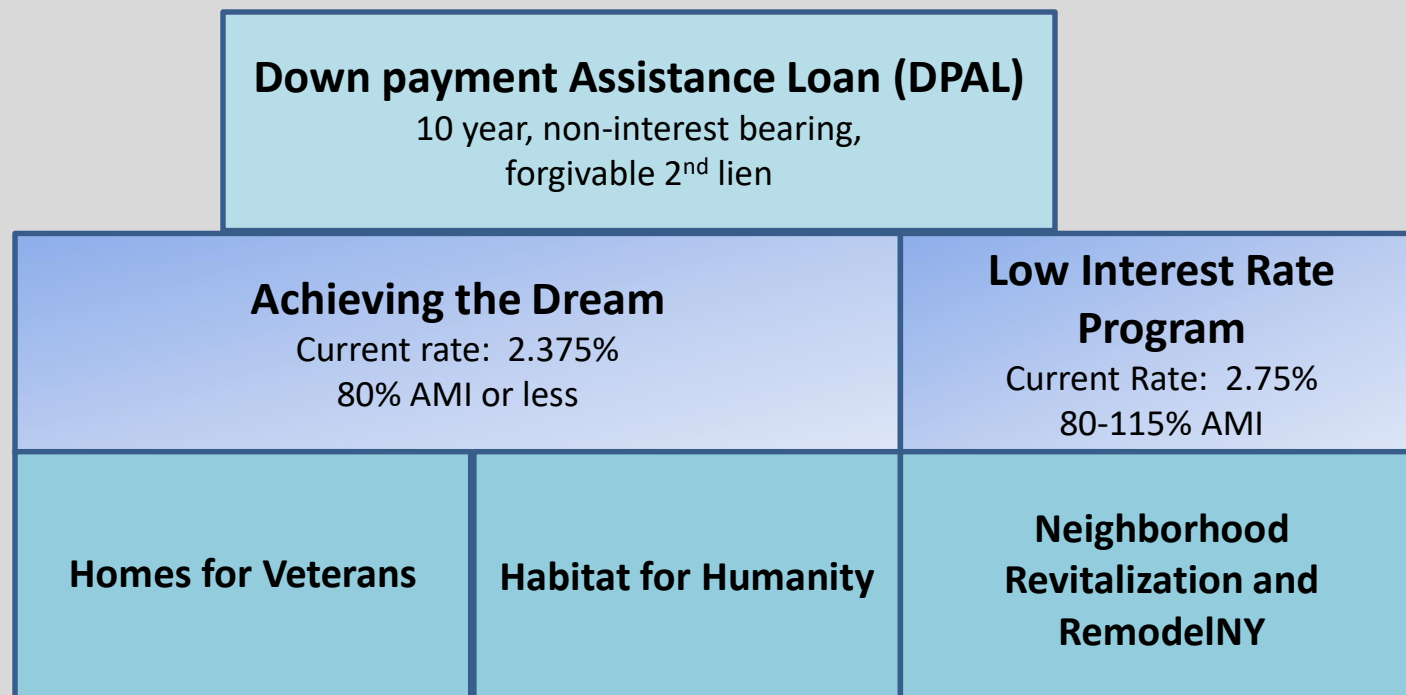 Down payment Assistance Loan (DPAL)
10 year, non-interest bearing,
forgivable 2nd lien
Achieving the Dream
Current rate: 2.375%
80% AMI or less
Low Interest Rate
Program
Current Rate: 2.75%
80-115% AMI
Homes for Veterans
Habitat for Humanity
Neighborhood
Revitalization and
RemodelNY